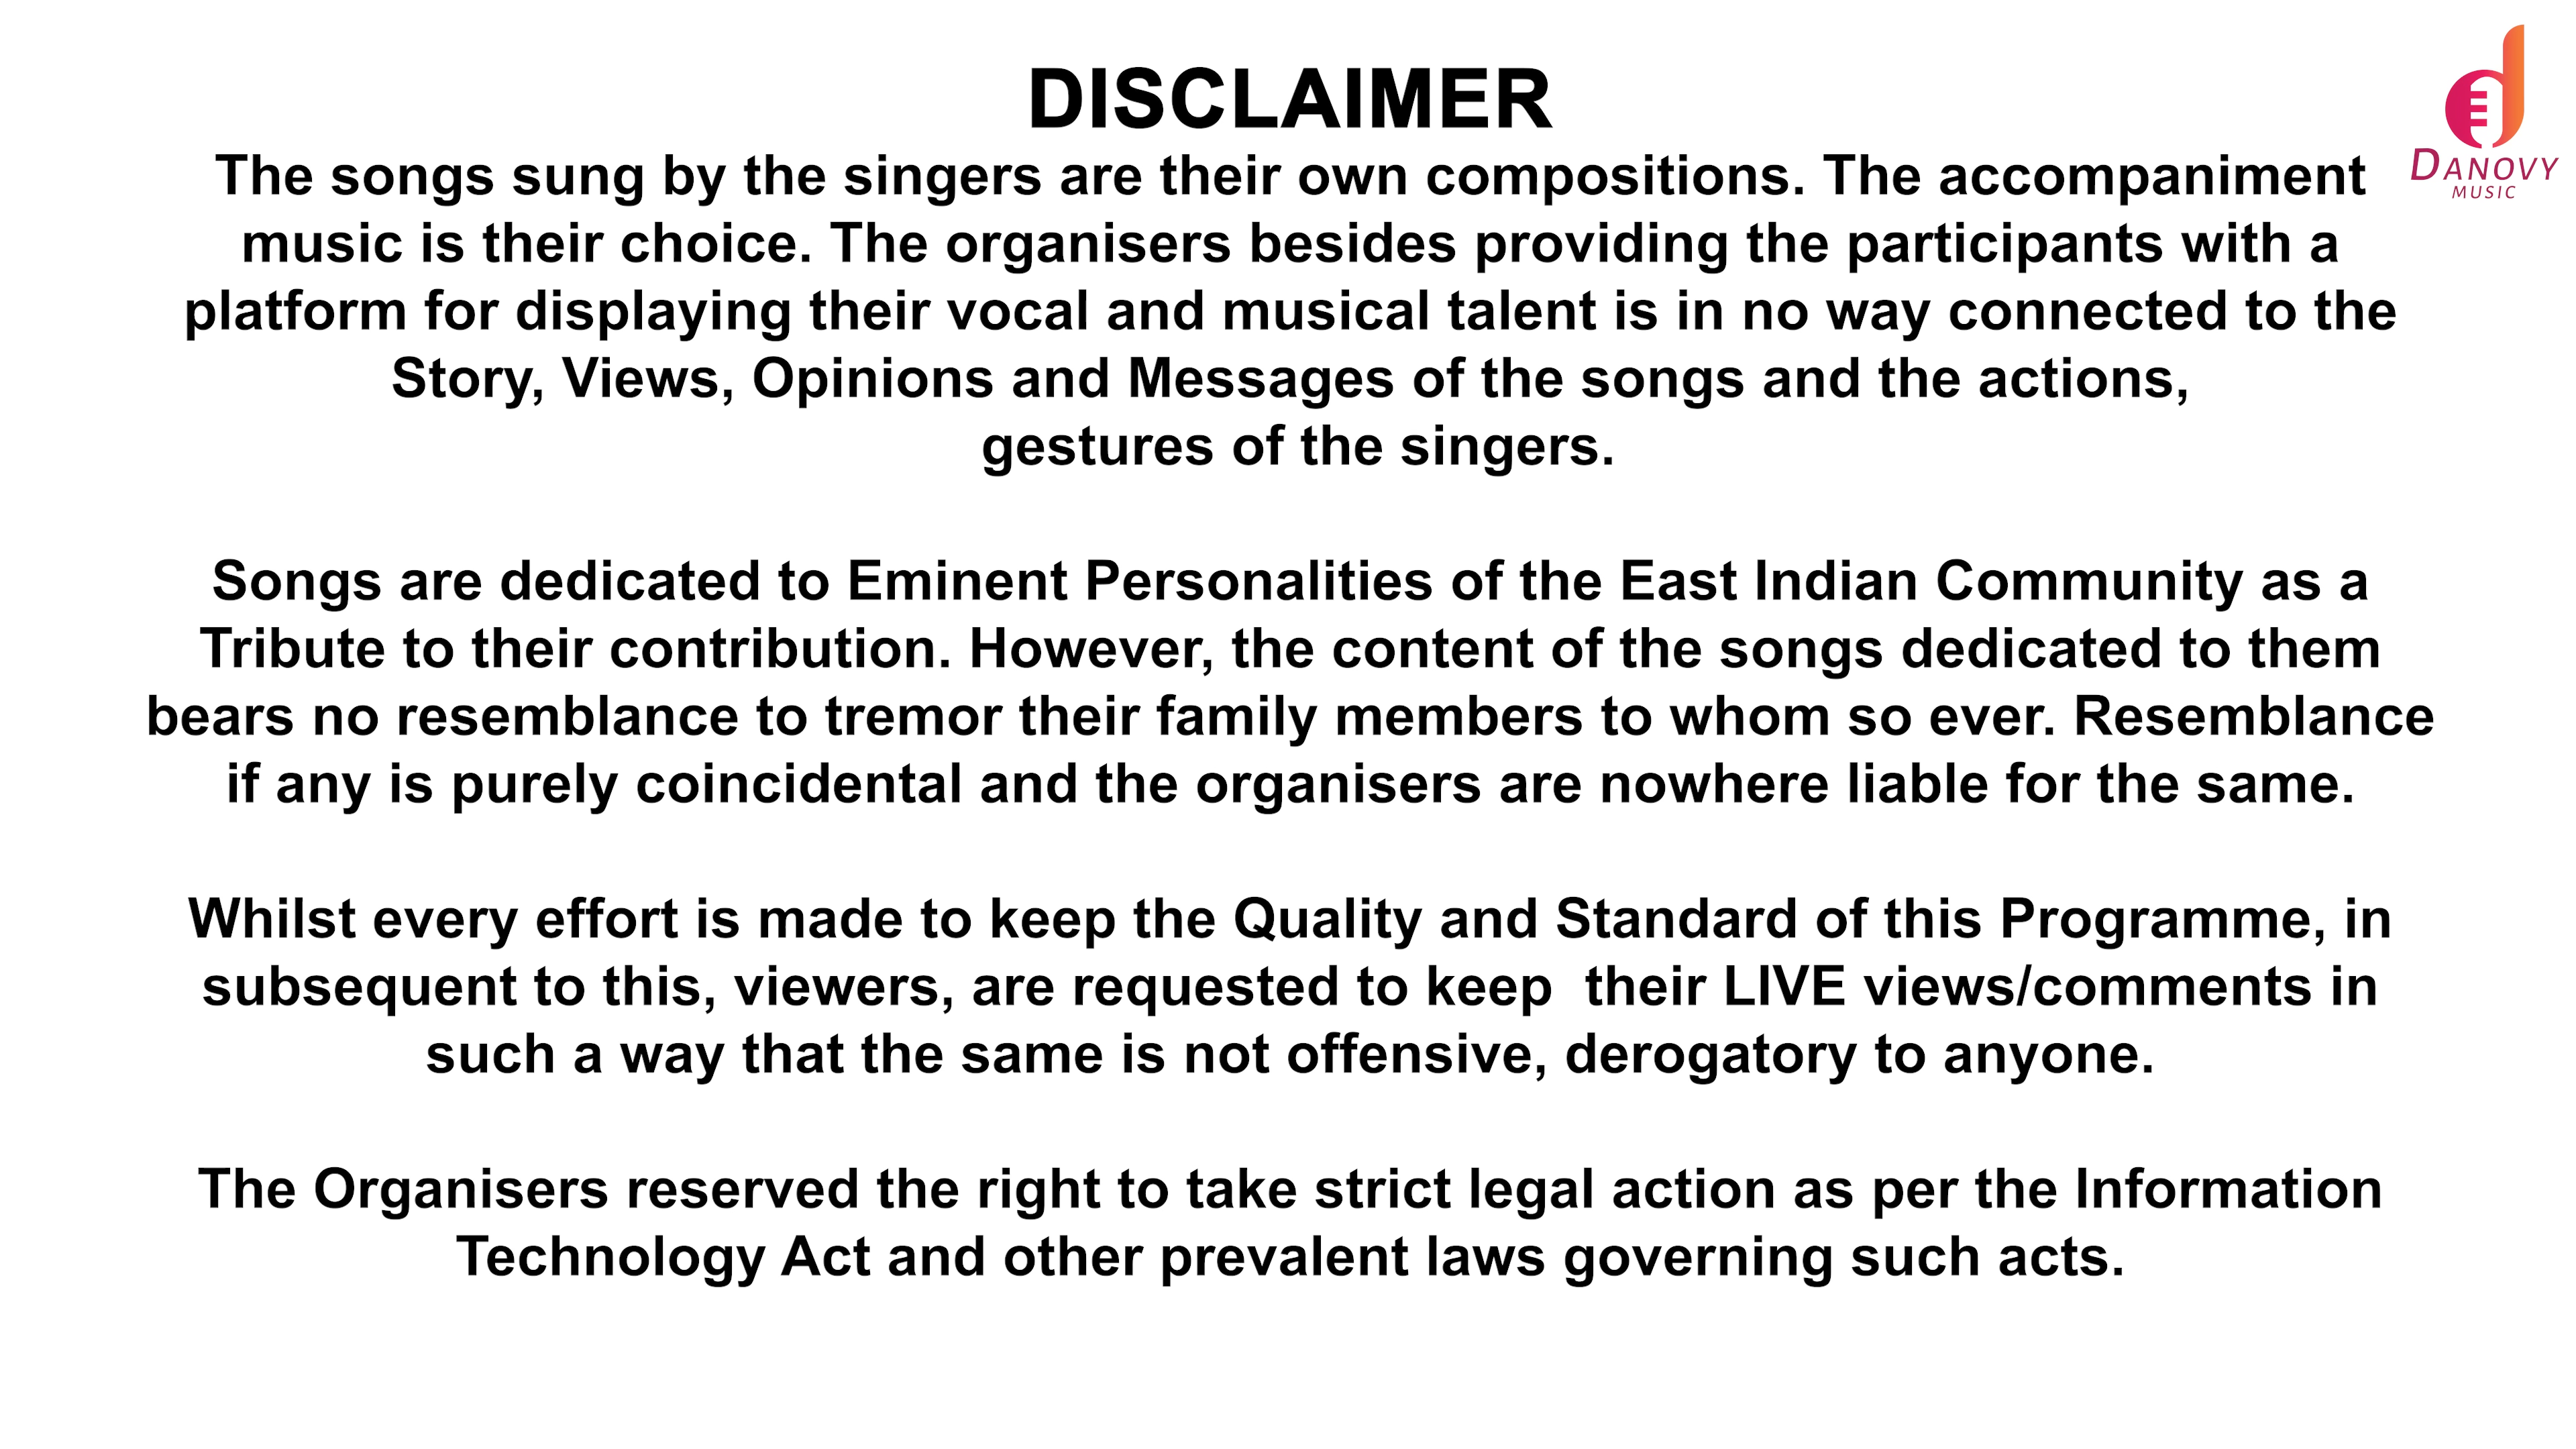 DISCLAIMER
The songs sung by the singers are their own compositions. The accompaniment
music is their choice. The organisers besides providing the participants with a
platform for displaying their vocal and musical talent is in no way connected to the
Story, Views, Opinions and Messages of the songs and the actions,
gestures of the singers.
Songs are dedicated to Eminent Personalities of the East Indian Community as a
Tribute to their contribution. However, the content of the songs dedicated to them
bears no resemblance to tremor their family members to whom so ever. Resemblance
if any is purely coincidental and the organisers are nowhere liable for the same.
Whilst every effort is made to keep the Quality and Standard of this Programme, in
subsequent to this, viewers, are requested to keep  their LIVE views/comments in
such a way that the same is not offensive, derogatory to anyone.
The Organisers reserved the right to take strict legal action as per the Information
Technology Act and other prevalent laws governing such acts.
DANOVY
MUSIC